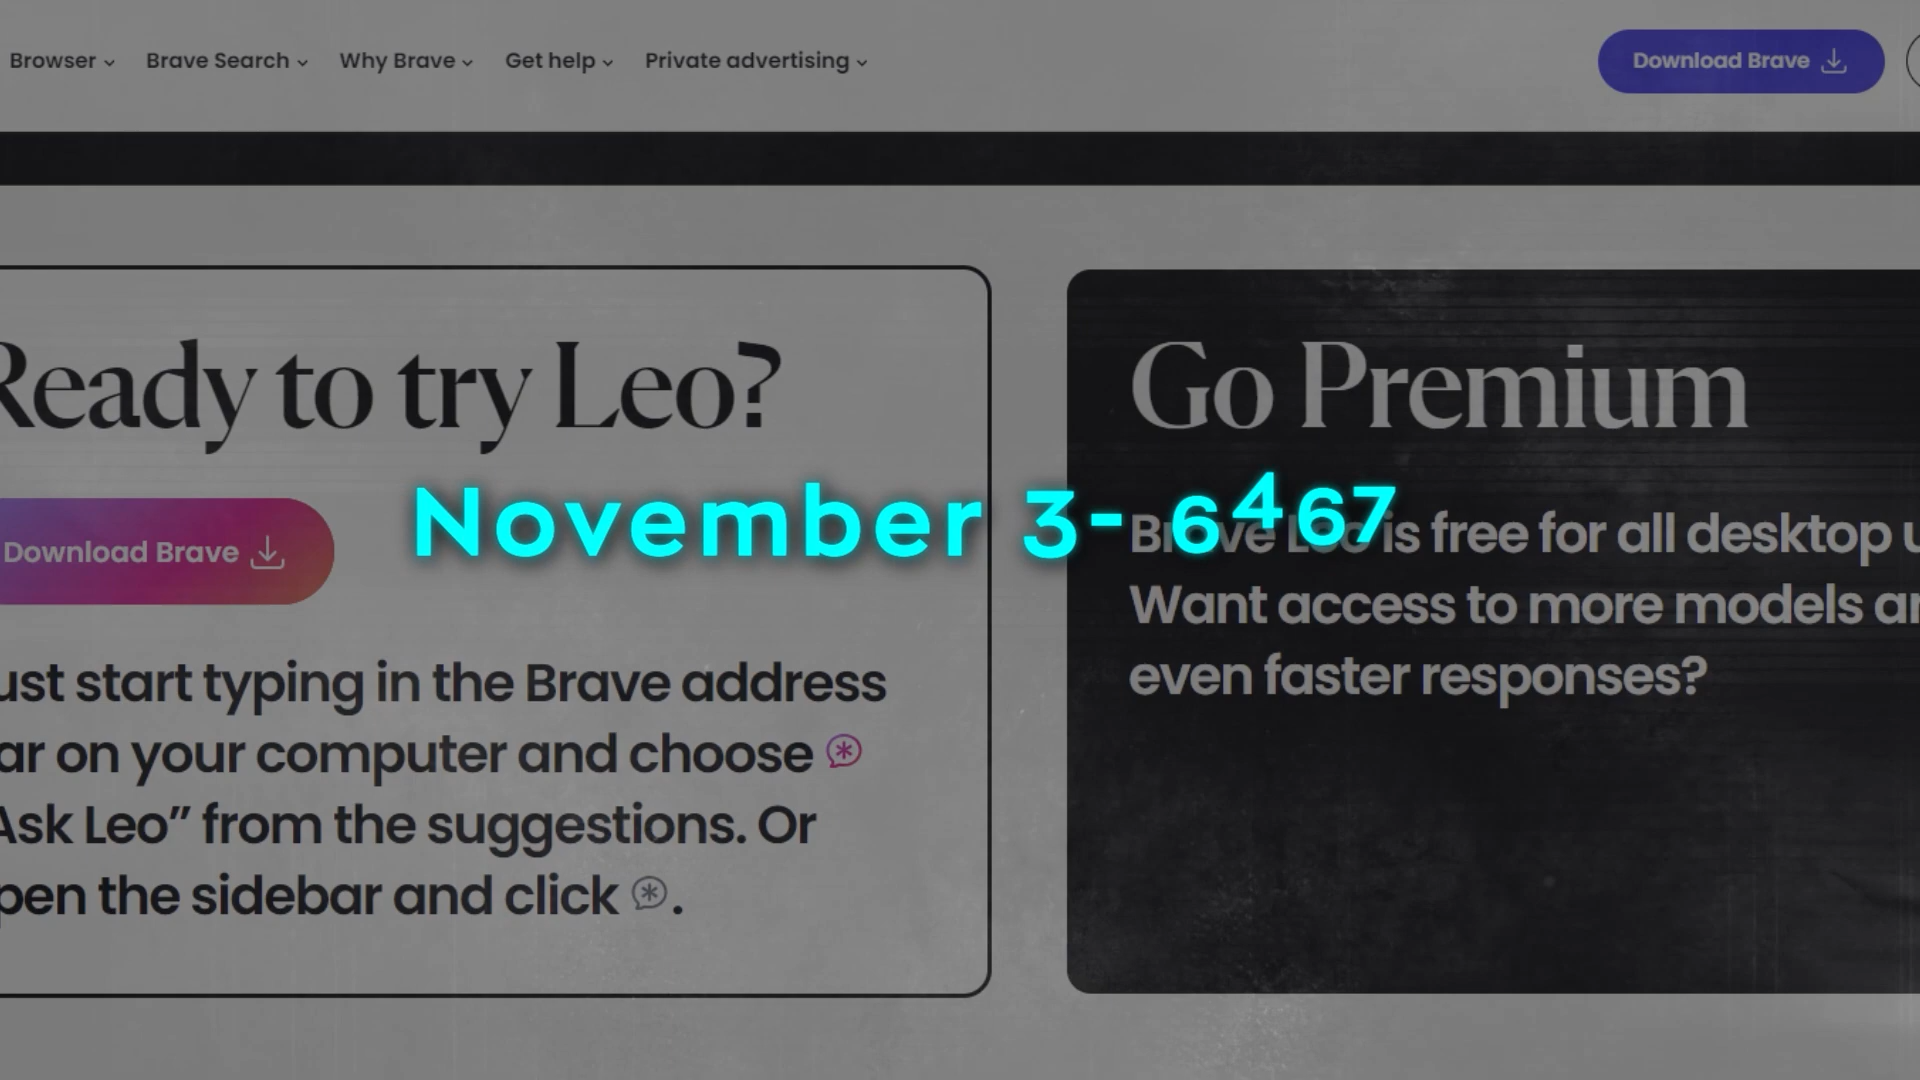 Browser Brave Search Why Brave Get help Private advertising Download Brave
Ready to try Leo?
Download Brave
ust start typing in the Brave address
ar on your computer and choose
Ask Leo” from the suggestions. Or
pen the sidebar and click .
Go Premium
Brave Leo is free for all desktop u
Want access to more models ar
even faster responses?
November 3- 6467